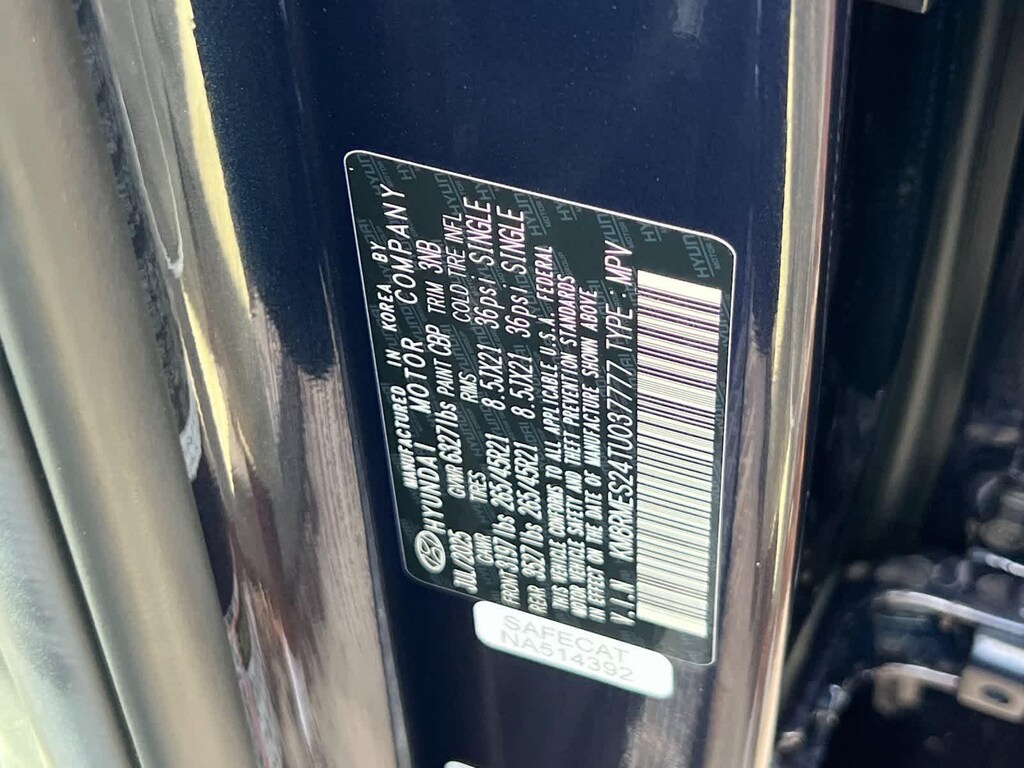 MANUFACTURED IN KOREA BY
HYUNDAI MOTOR COMPANY
JUL/2025 GVWR 6327lbs PAINT CBP TRIM 3NB
GAWR TIRES RIMS COLD TIRE INFL
FRONT 3197lbs 265/45R21 8.5JX21 36psi SINGLE
REAR 3527lbs 265/45R21 8.5JX21 36psi SINGLE
THIS VEHICLE CONFORMS TO ALL APPLICABLE U.S.A. FEDERAL
MOTOR VEHICLE SAFETY AND THEFT PREVENTION STANDARDS
IN EFFECT ON THE DATE OF MANUFACTURE SHOWN ABOVE
V.I.N KM8RMES24TU037777 TYPE : MPV
SAFECAT
NA514392